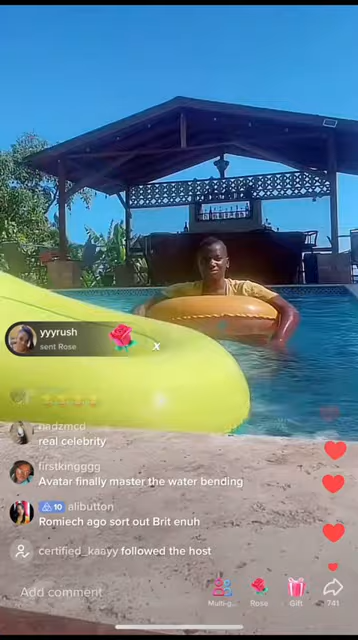 yyyrush
sent Rose
x
nadzmcd
real celebrity
firstkingggg
Avatar finally master the water bending
10 alibutton
Romiech ago sort out Brit enuh
certified_kaayy followed the host
Add comment
Multi-g...
Rose
Gift
741